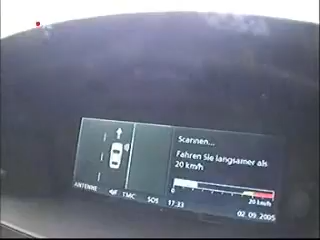 Scannen...
Fahren Sie langsamer als
20 km/h
0 20 km/h
ANTENNE TMC SOS 17:33 02.09.2005